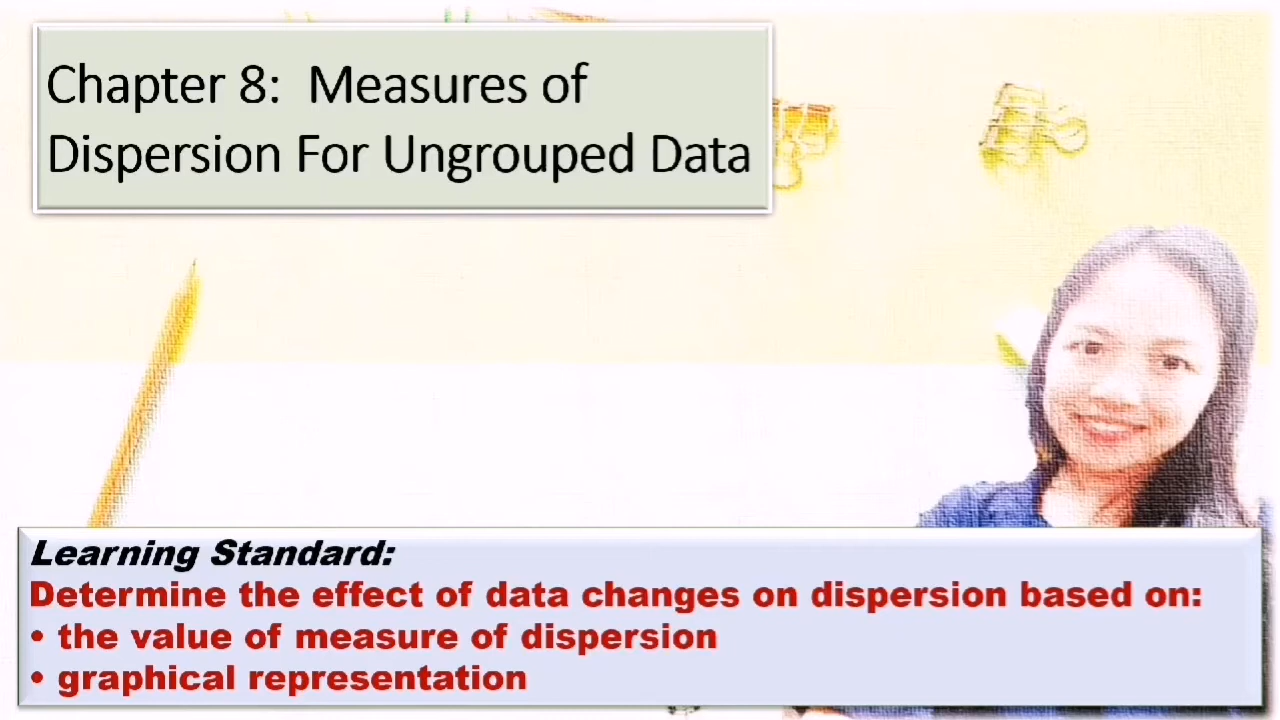 Chapter 8: Measures of
Dispersion For Ungrouped Data
Learning Standard:
Determine the effect of data changes on dispersion based on:
• the value of measure of dispersion
• graphical representation